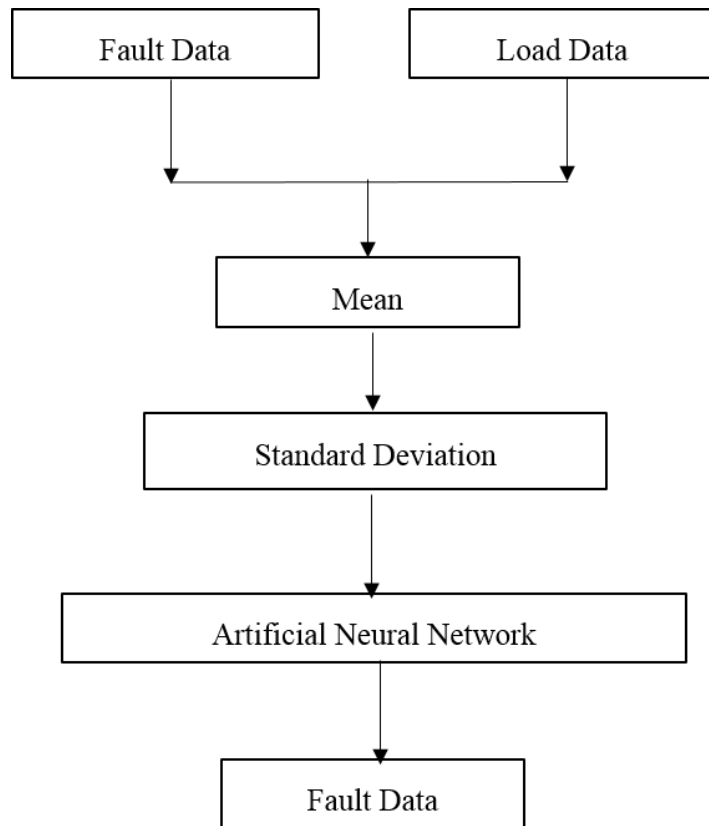 Fault Data
Load Data
Mean
Standard Deviation
Artificial Neural Network
Fault Data